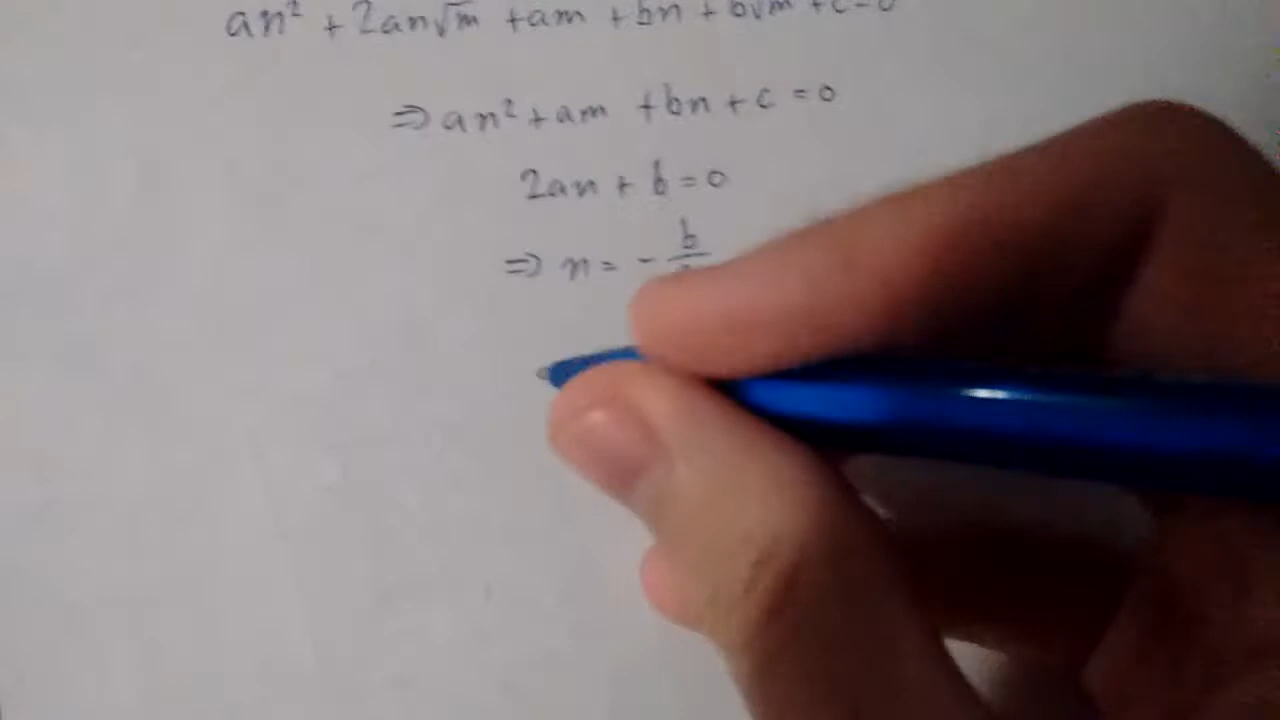 an² + 2an√m + am + bn + b√m + c = 0
⇒ an² + am + bn + c = 0
2an + b = 0
⇒ n = - b